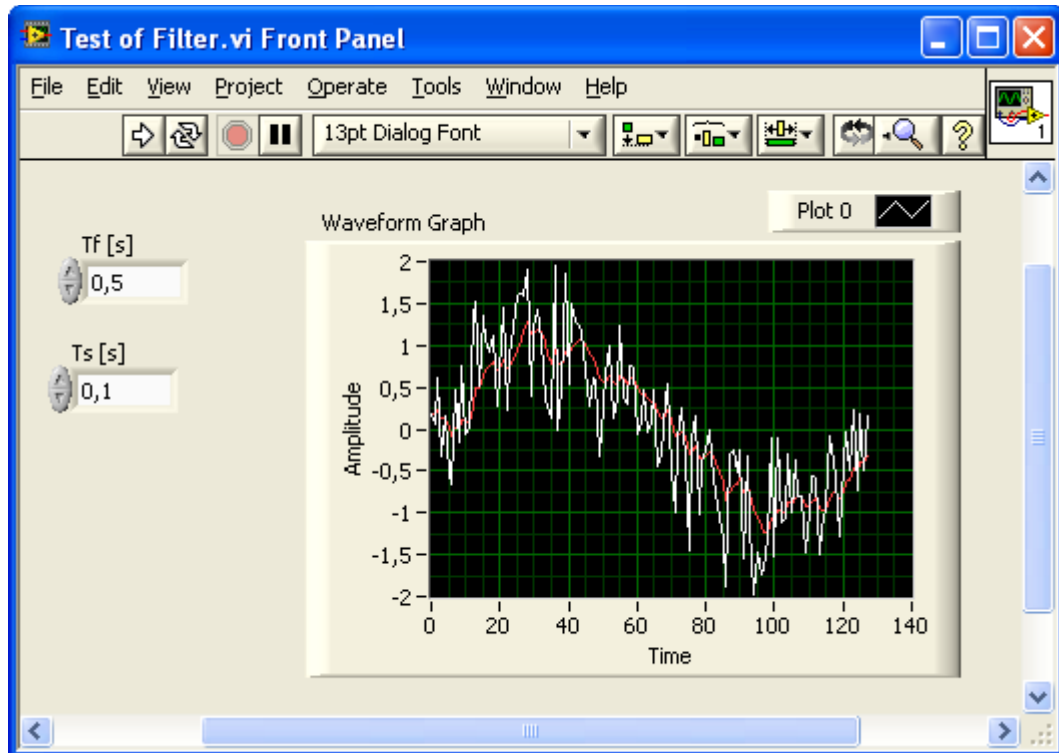 Test of Filter.vi Front Panel
File Edit View Project Operate Tools Window Help
13pt Dialog Font
1
Plot 0
Waveform Graph
Tf [s]
0,5
Ts [s]
0,1
Amplitude
2
1,5
1
0,5
0
-0,5
-1
-1,5
-2
0 20 40 60 80 100 120 140
Time